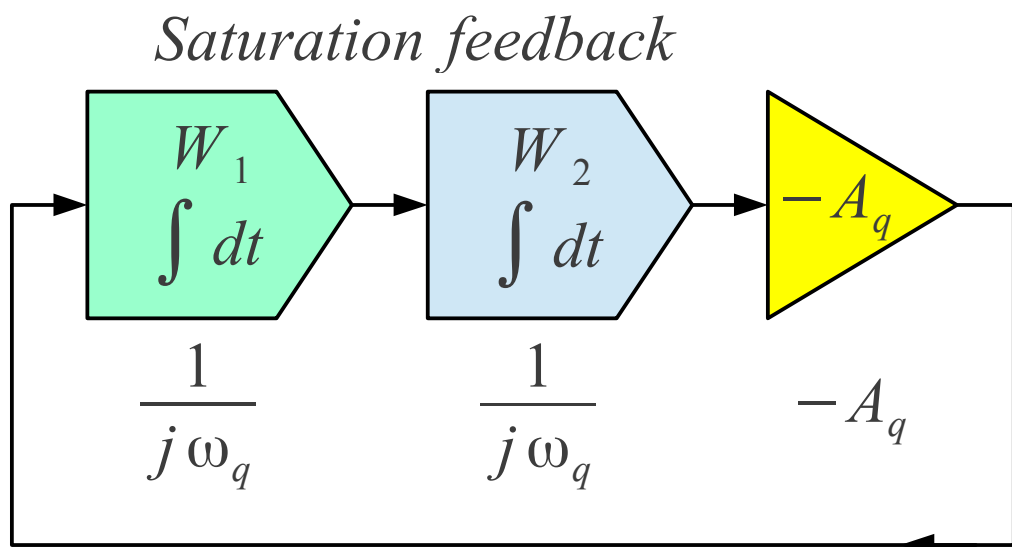 Saturation feedback
W 1
∫ dt
W 2
∫ dt
− A q
1
j ω q
1
j ω q
− A q